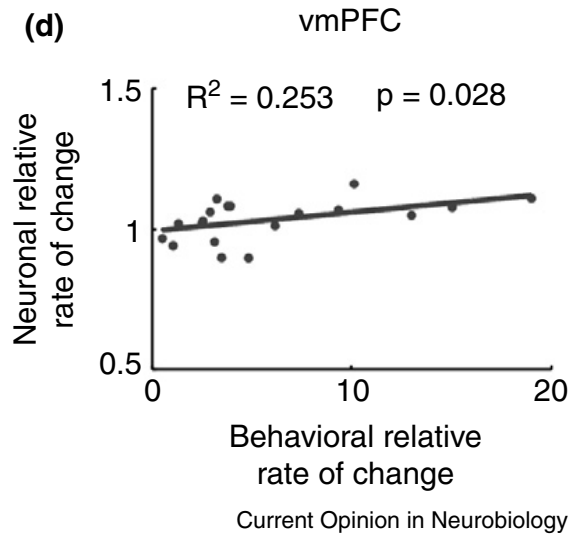 (d)
vmPFC
1.5
R² = 0.253 p = 0.028
Neuronal relative
rate of change
1
0.5
0 10 20
Behavioral relative
rate of change
Current Opinion in Neurobiology